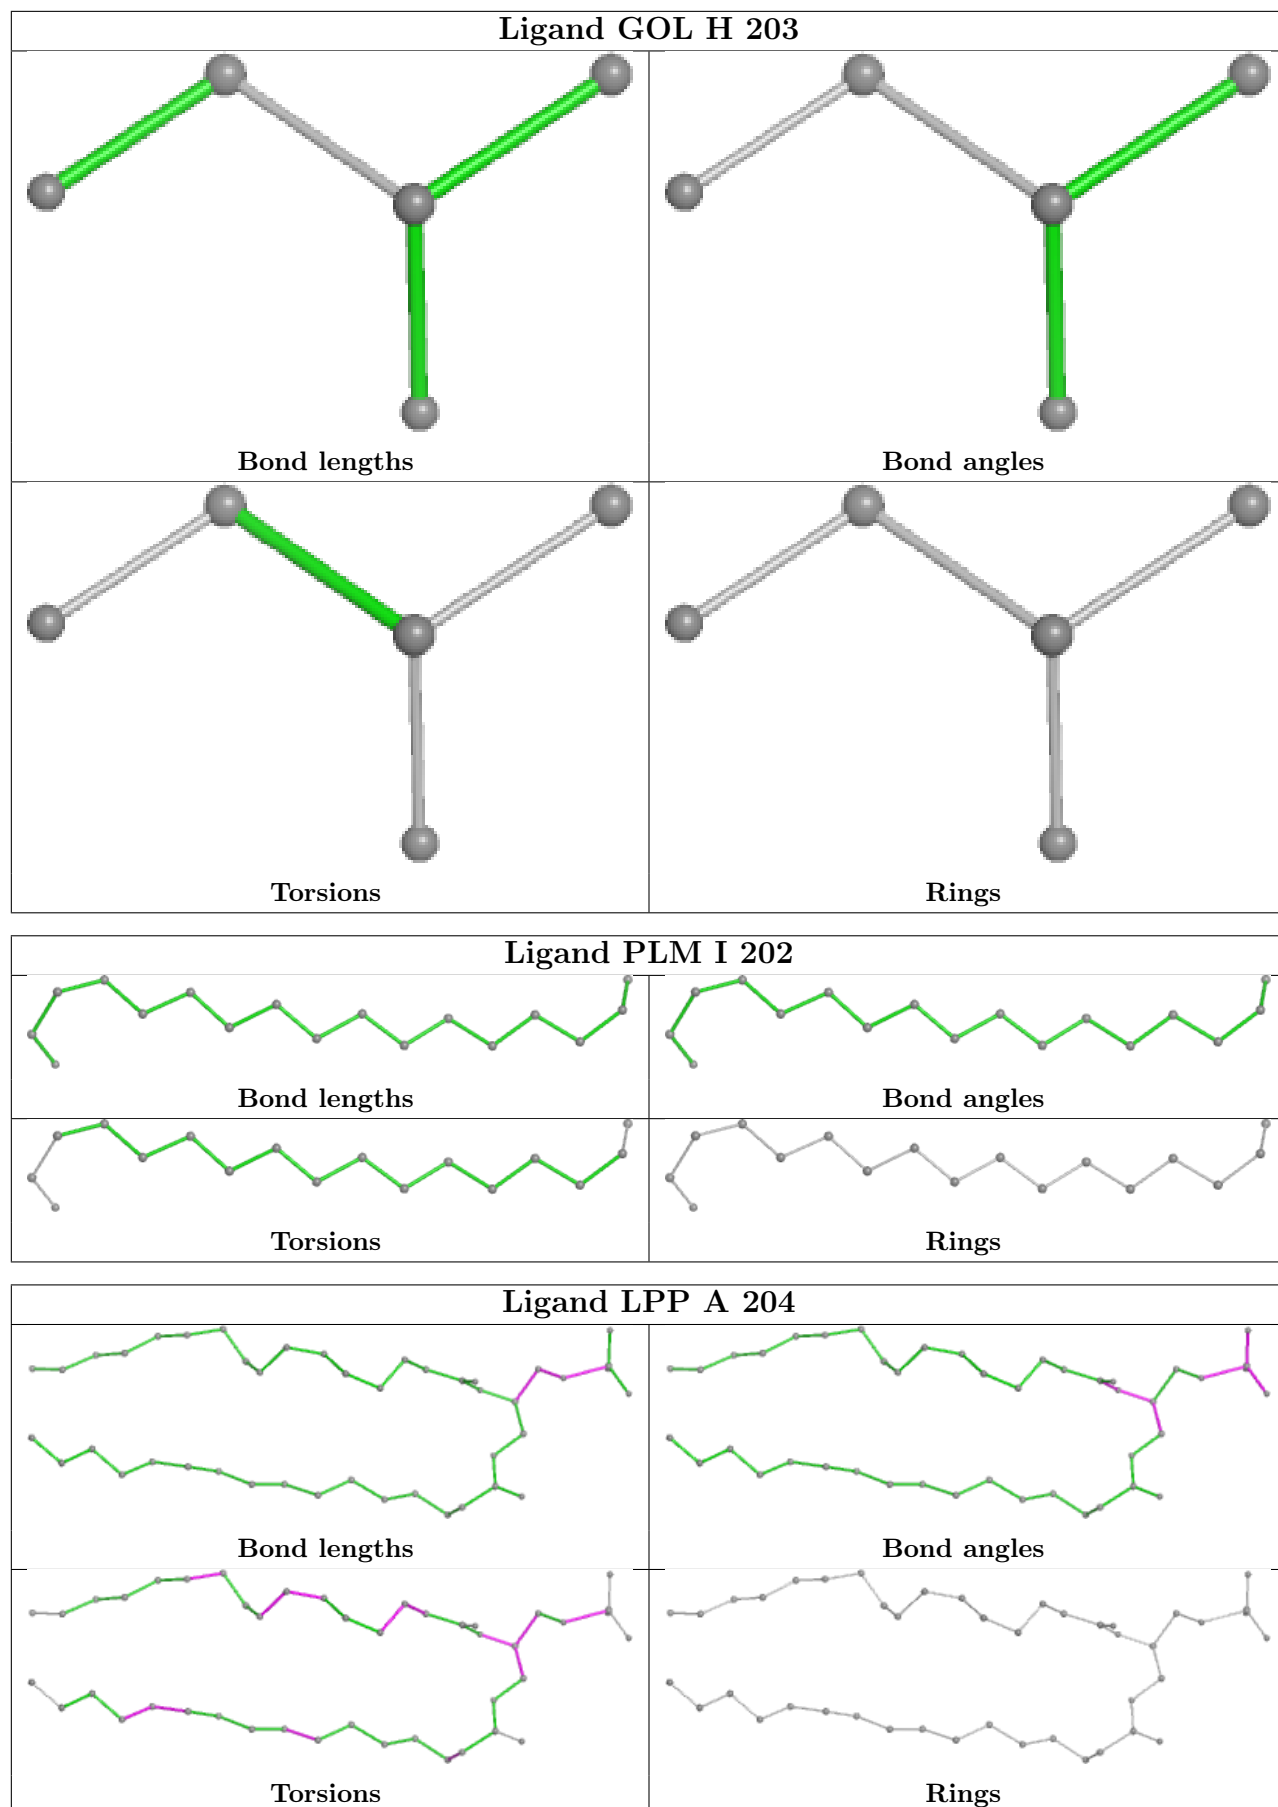 Ligand GOL H 203
Bond lengths
Bond angles
Torsions
Rings
Ligand PLM I 202
Bond lengths
Bond angles
Torsions
Rings
Ligand LPP A 204
Bond lengths
Bond angles
Torsions
Rings